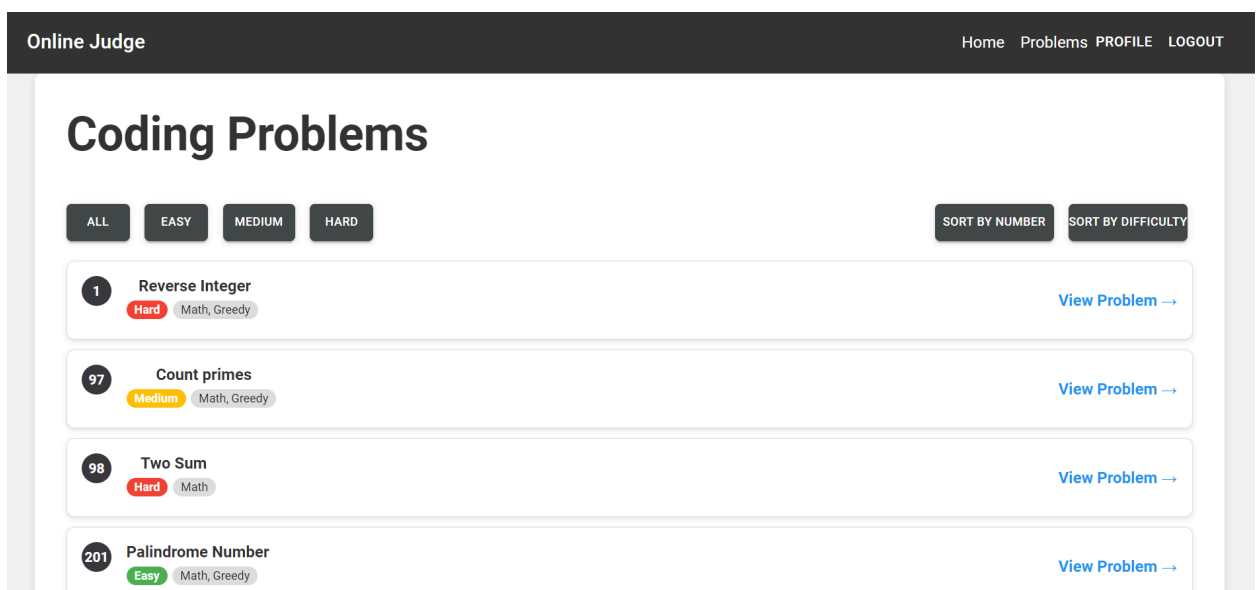 Online Judge Home Problems PROFILE LOGOUT
Coding Problems
ALL EASY MEDIUM HARD SORT BY NUMBER SORT BY DIFFICULTY
1 Reverse Integer
Hard Math, Greedy
View Problem →
97 Count primes
Medium Math, Greedy
View Problem →
98 Two Sum
Hard Math
View Problem →
201 Palindrome Number
Easy Math, Greedy
View Problem →